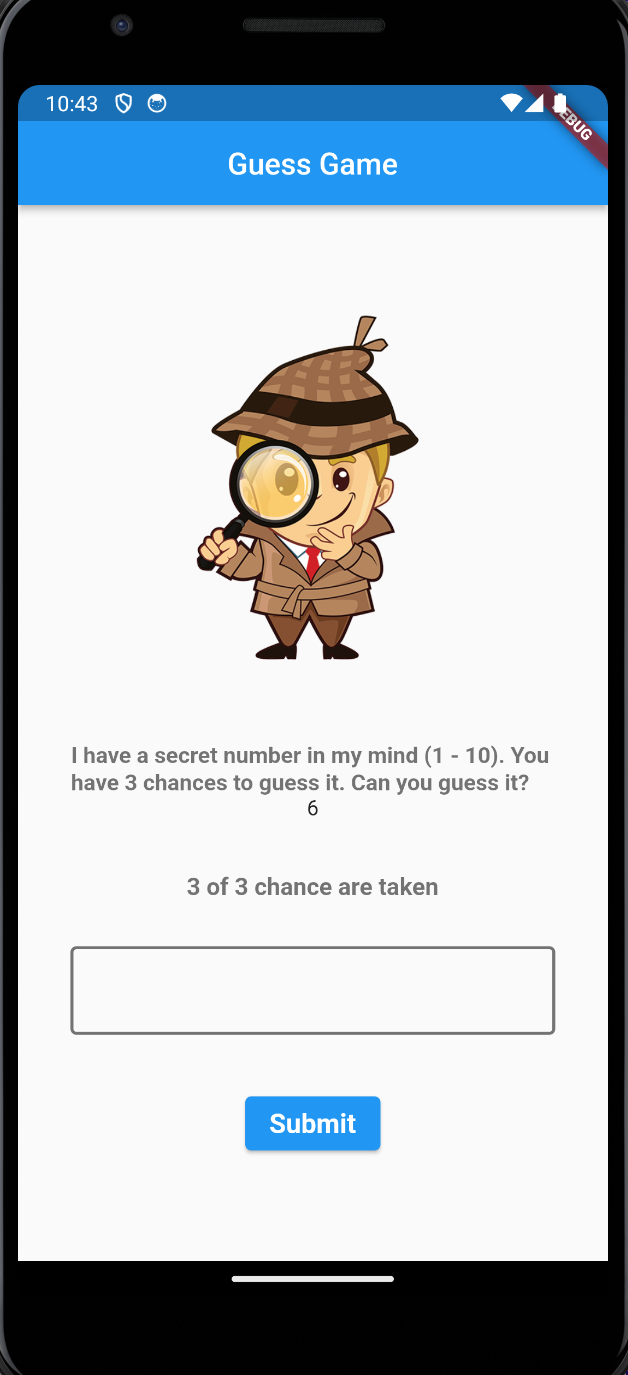 10:43
DEBUG
Guess Game
I have a secret number in my mind (1 - 10). You
have 3 chances to guess it. Can you guess it?
6
3 of 3 chance are taken
Submit